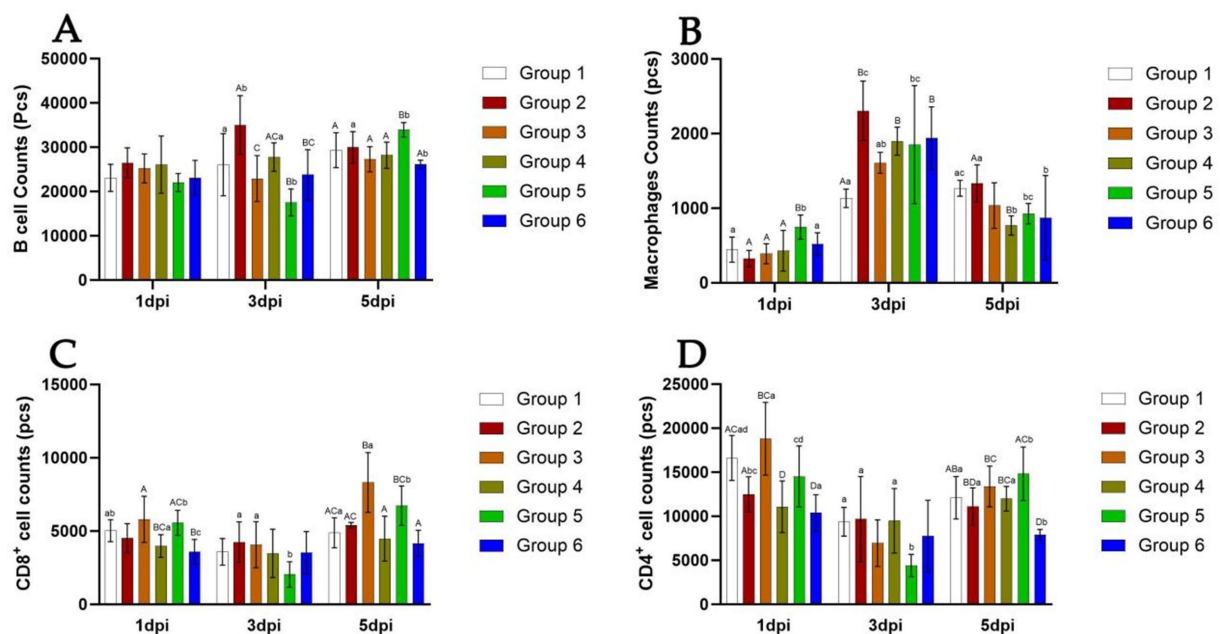 A
B cell Counts (Pcs)
50000
40000
30000
20000
10000
0
a
Ab
C
ACa
Bb
BC
A
a
A
A
Bb
Ab
1dpi
3dpi
5dpi
Group 1
Group 2
Group 3
Group 4
Group 5
Group 6
B
Macrophages Counts (pcs)
3000
2000
1000
0
a
A
A
A
Bb
a
Aa
Bc
ab
B
bc
B
ac
Aa
Bb
bc
b
1dpi
3dpi
5dpi
Group 1
Group 2
Group 3
Group 4
Group 5
Group 6
C
CD8+ cell counts (pcs)
15000
10000
5000
0
ab
A
BCa
ACb
Bc
a
a
b
ACa
AC
Ba
A
BCb
A
1dpi
3dpi
5dpi
Group 1
Group 2
Group 3
Group 4
Group 5
Group 6
D
CD4+ cell counts (pcs)
25000
20000
15000
10000
5000
0
ACad
Abc
BCa
D
cd
Da
a
a
a
b
ABa
BDa
BC
BCa
ACb
Db
1dpi
3dpi
5dpi
Group 1
Group 2
Group 3
Group 4
Group 5
Group 6